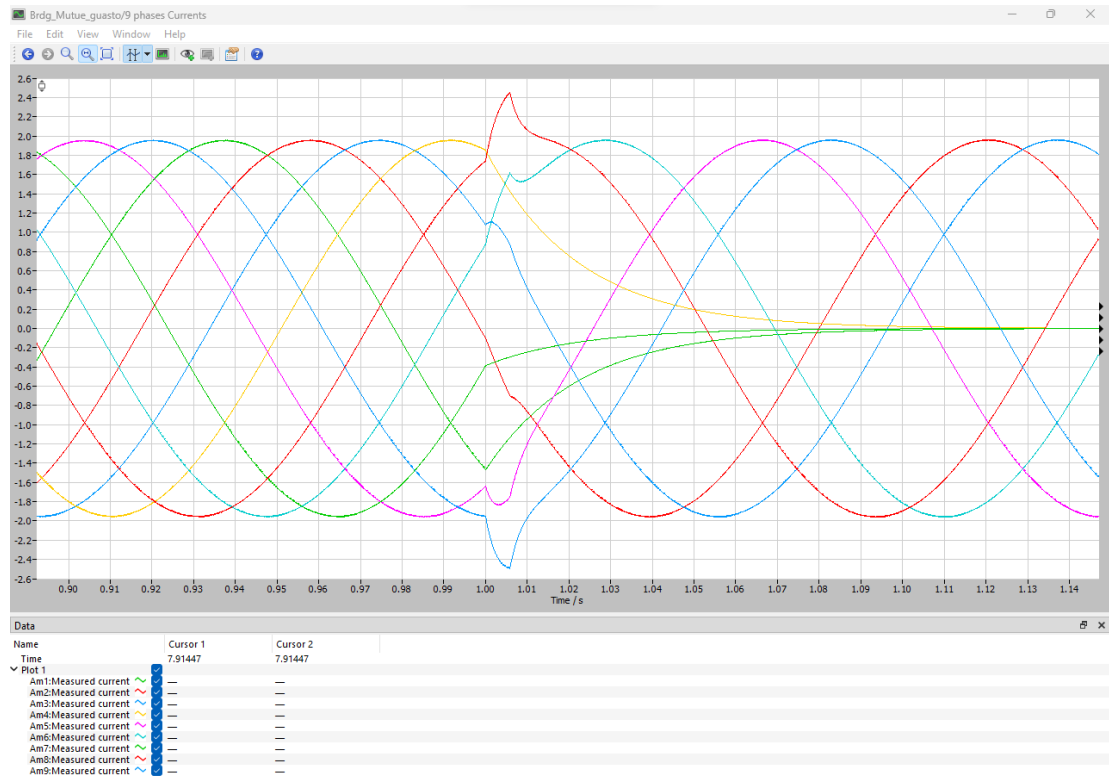 Brdg_Mutue_guasto/9 phases Currents
File Edit View Window Help
2.6
2.4
2.2
2.0
1.8
1.6
1.4
1.2
1.0
0.8
0.6
0.4
0.2
0.0
-0.2
-0.4
-0.6
-0.8
-1.0
-1.2
-1.4
-1.6
-1.8
-2.0
-2.2
-2.4
-2.6
0.90 0.91 0.92 0.93 0.94 0.95 0.96 0.97 0.98 0.99 1.00 1.01 1.02 1.03 1.04 1.05 1.06 1.07 1.08 1.09 1.10 1.11 1.12 1.13 1.14
Time / s
Data
Name Cursor 1 Cursor 2
Time 7.91447 7.91447
Plot 1
Am1:Measured current — —
Am2:Measured current — —
Am3:Measured current — —
Am4:Measured current — —
Am5:Measured current — —
Am6:Measured current — —
Am7:Measured current — —
Am8:Measured current — —
Am9:Measured current — —